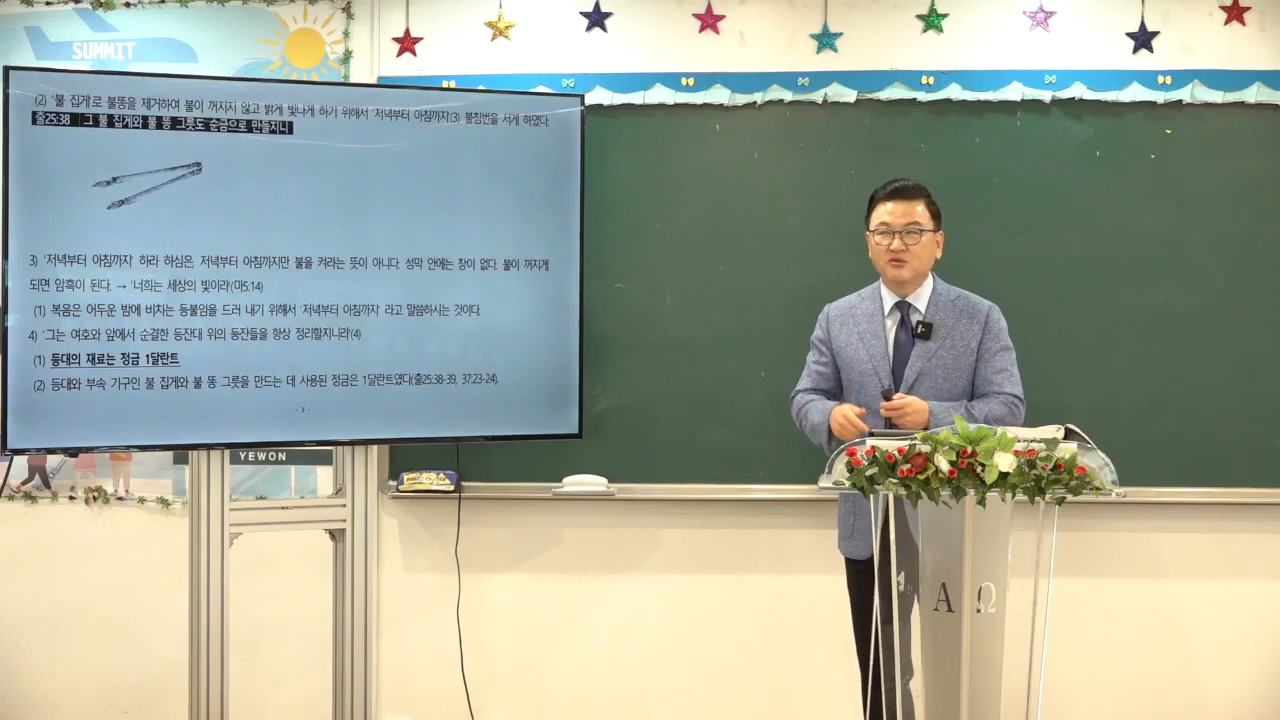 SUMMIT
(2) '불 집게'로 불똥을 제거하여 불이 꺼지지 않고 밝게 빛나게 하기 위해서 '저녁부터 아침까지'(3) 불침번을 서게 하였다.
출25:38 그 불 집게와 불 똥 그릇도 순금으로 만들지니
3) '저녁부터 아침까지' 하라 하심은 저녁부터 아침까지만 불을 켜라는 뜻이 아니다. 성막 안에는 창이 없다. 불이 꺼지게
되면 암흑이 된다. → '너희는 세상의 빛이라'(마5:14)
(1) 복음은 어두운 밤에 비치는 등불임을 드러 내기 위해서 '저녁부터 아침까지' 라고 말씀하시는 것이다.
4) '그는 여호와 앞에서 순결한 등잔대 위의 등잔들을 항상 정리할지니라'(4)
(1) 등대의 재료는 정금 1달란트
(2) 등대와 부속 기구인 불 집게와 불 똥 그릇을 만드는 데 사용된 정금은 1달란트였다(출25:38-39, 37:23-24).
- 3 -
YEWON
Α Ω